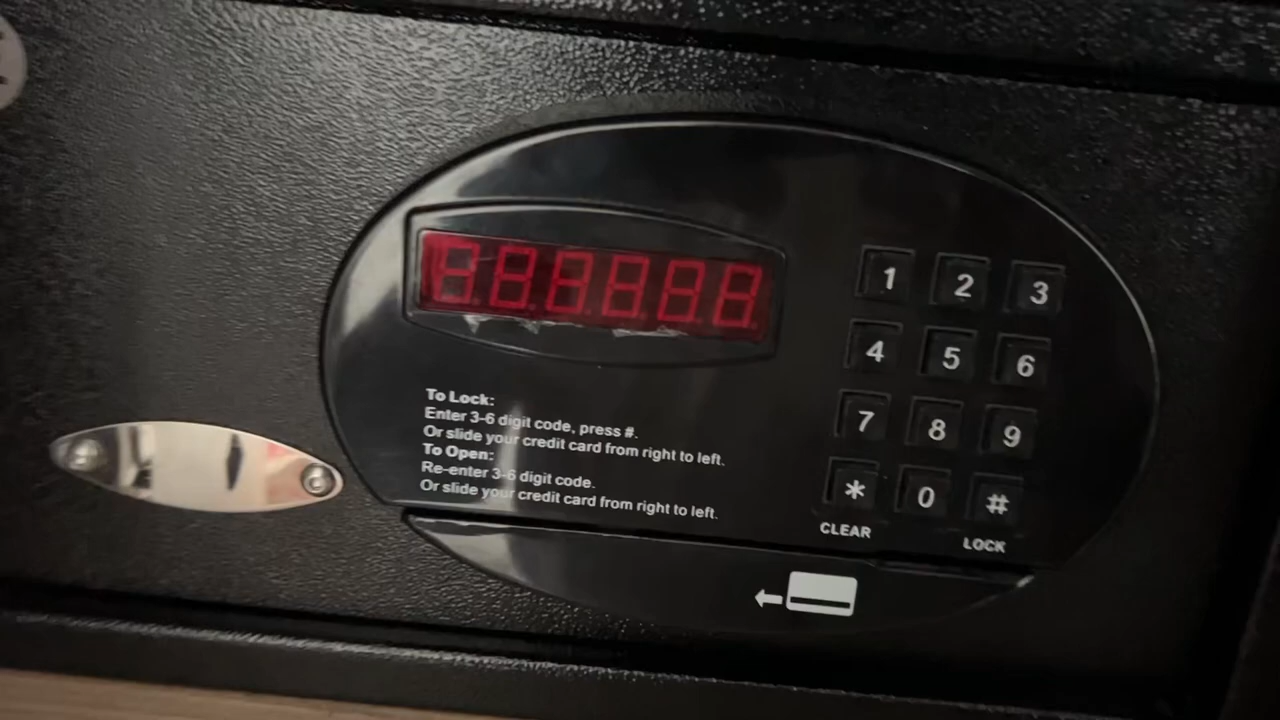 888888
To Lock:
Enter 3-6 digit code, press #.
Or slide your credit card from right to left.
To Open:
Re-enter 3-6 digit code.
Or slide your credit card from right to left.
1 2 3
4 5 6
7 8 9
* 0 #
CLEAR LOCK